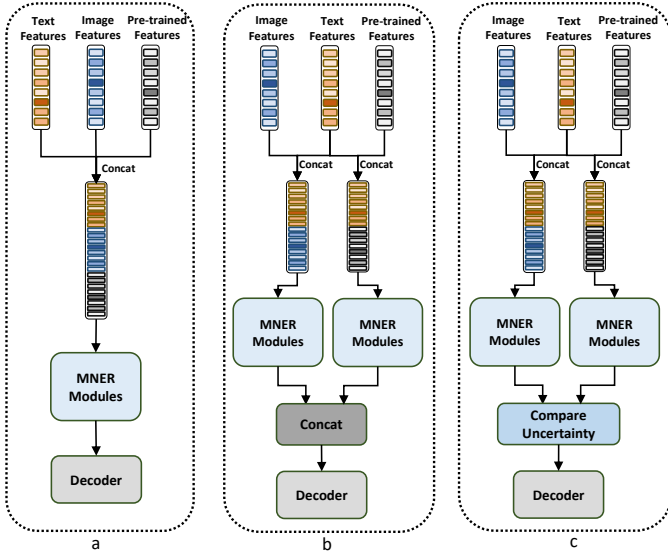 Text Features
Image Features
Pre-trained Features
Concat
MNER
Modules
Decoder
a
Image Features
Text Features
Pre-trained Features
Concat
MNER
Modules
MNER
Modules
Concat
Decoder
b
Image Features
Text Features
Pre-trained Features
Concat
MNER
Modules
MNER
Modules
Compare
Uncertainty
Decoder
c